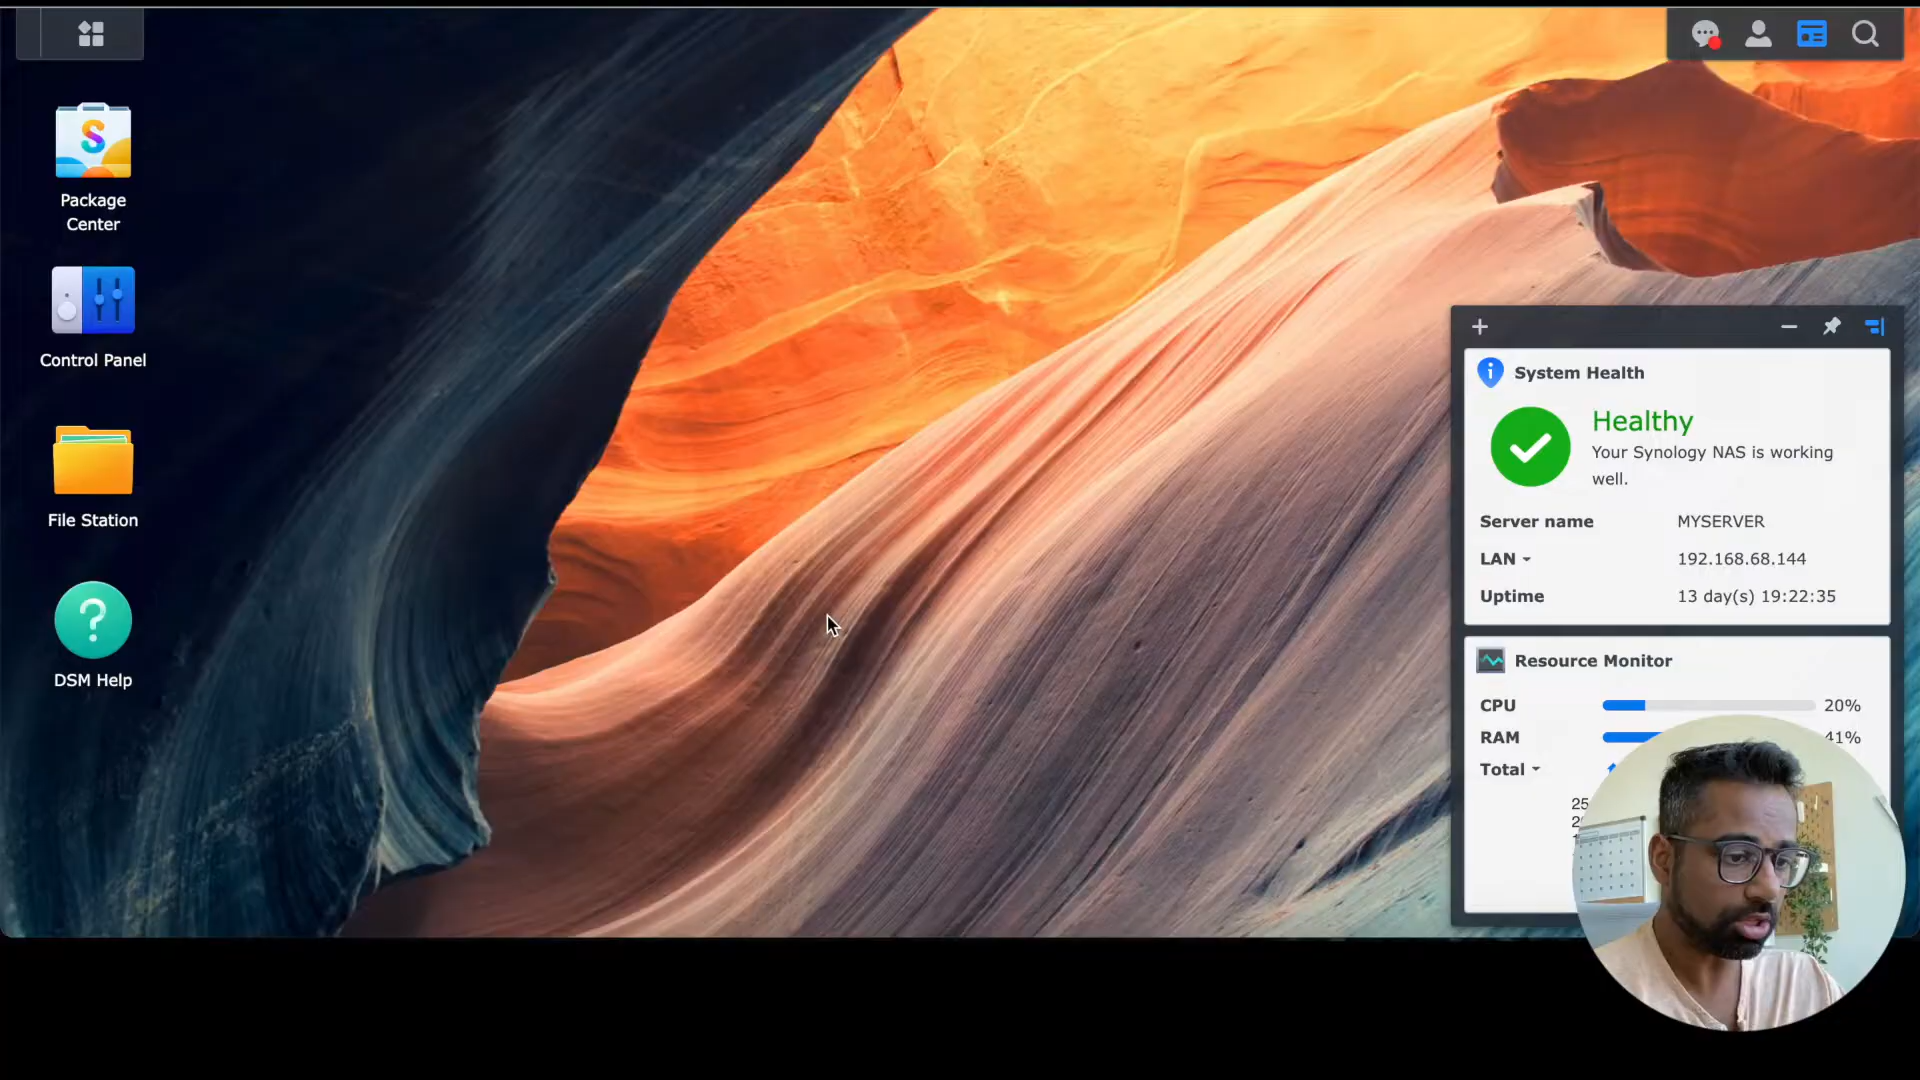 Package
Center
Control Panel
File Station
DSM Help
System Health
Healthy
Your Synology NAS is working
well.
Server name MYSERVER
LAN 192.168.68.144
Uptime 13 day(s) 19:22:35
Resource Monitor
CPU 20%
RAM 41%
Total